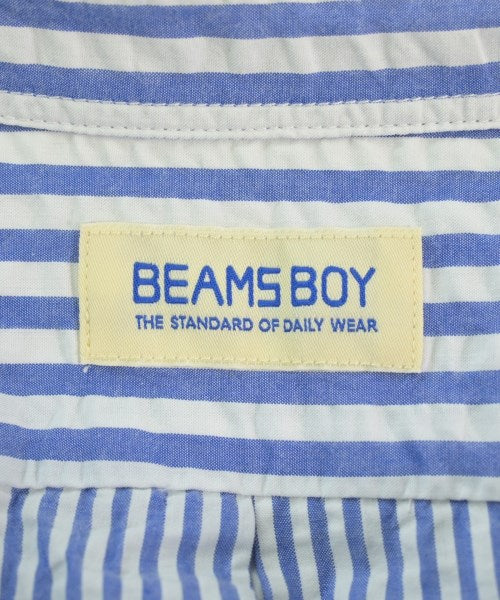 BEAMS BOY
THE STANDARD OF DAILY WEAR